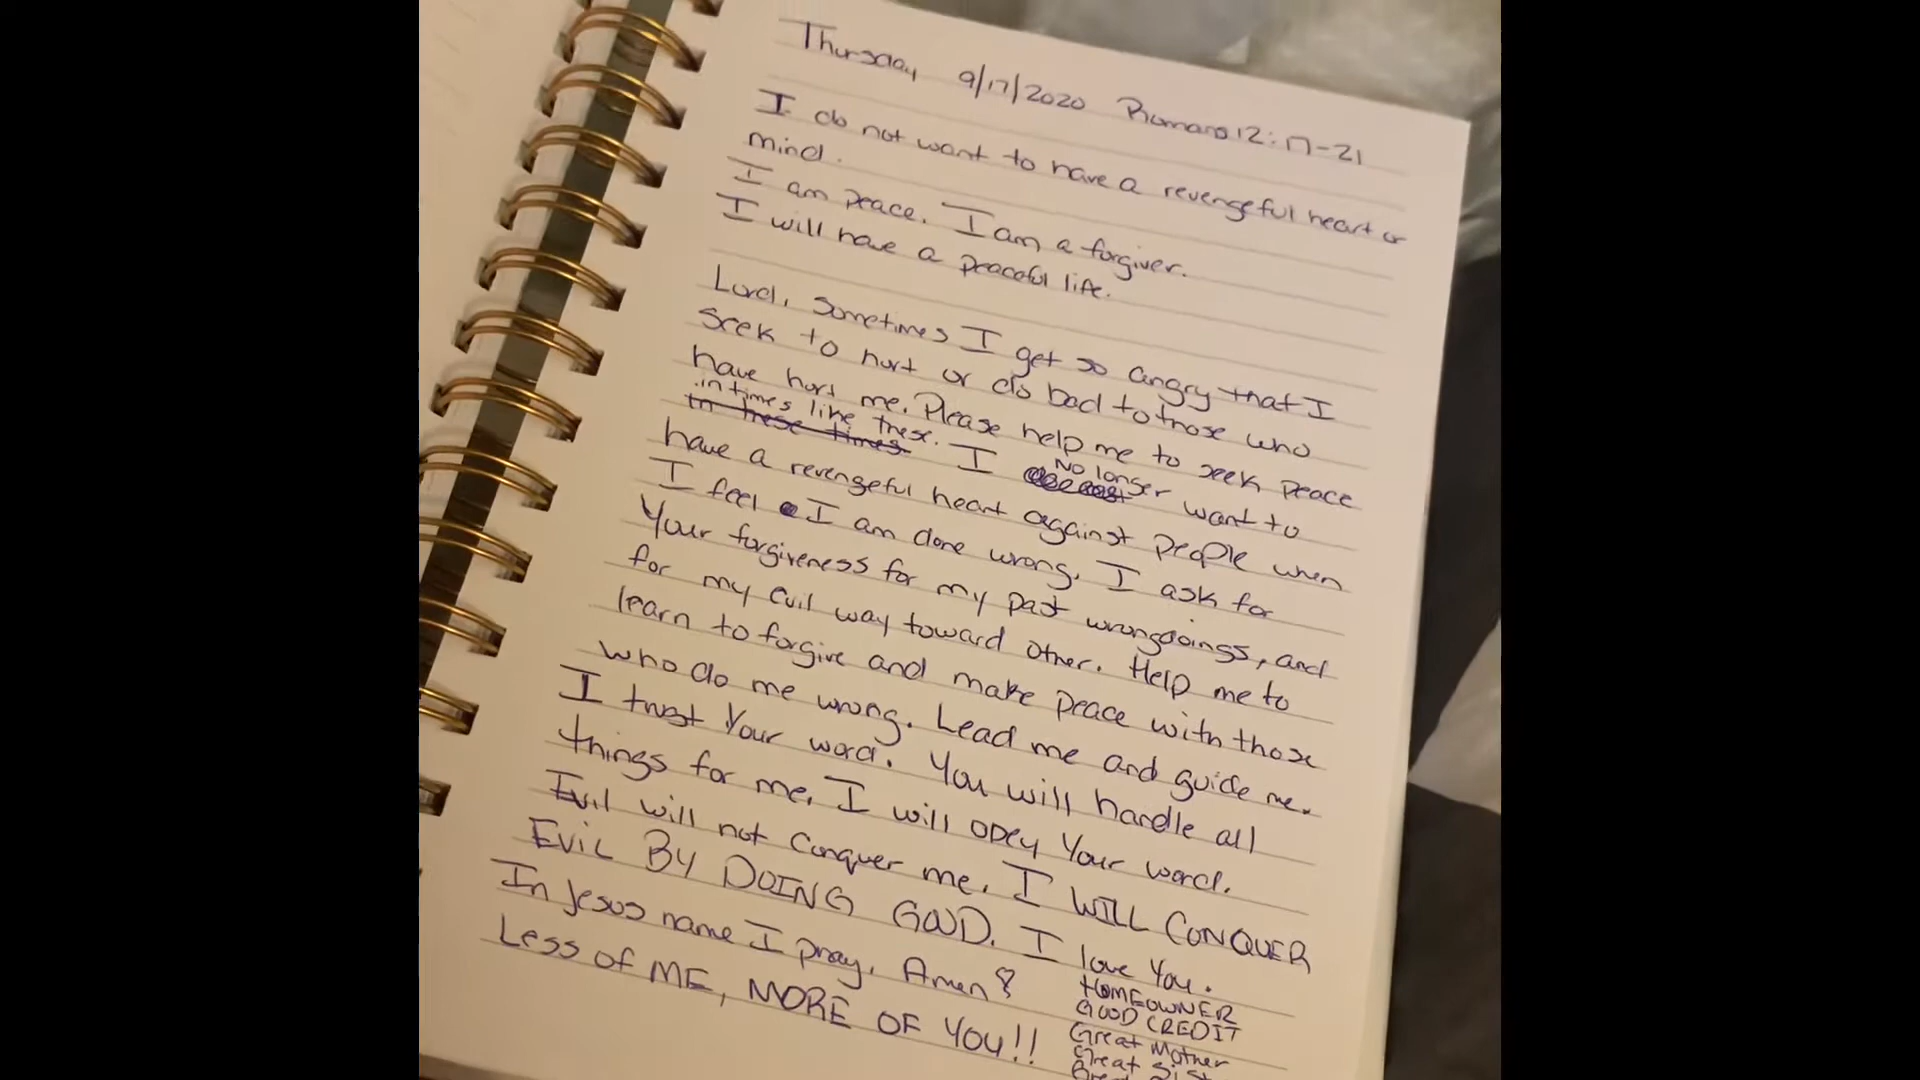 Thursday 9/17/2020 Romans 12:17-21
I do not want to have a revengeful heart or
mind.
I am peace. I am a forgiver.
I will have a peaceful life.
Lord, sometimes I get so angry that I
seek to hurt or do bad to those who
have hurt me. Please help me to seek peace
in times like these.
in these times I no longer want to
have a revengeful heart against people when
I feel I am done wrong. I ask for
Your forgiveness for my past wrongdoings, and
for my evil way toward other. Help me to
learn to forgive and make peace with those
who do me wrong. Lead me and guide me.
I trust Your word. You will handle all
things for me. I will obey Your word.
Evil will not conquer me. I WILL CONQUER
EVIL BY DOING GOOD. I love You.
In Jesus name I pray, Amen
Less of ME, MORE OF YOU!!
HOMEOWNER
GOOD CREDIT
Great Mother
Great